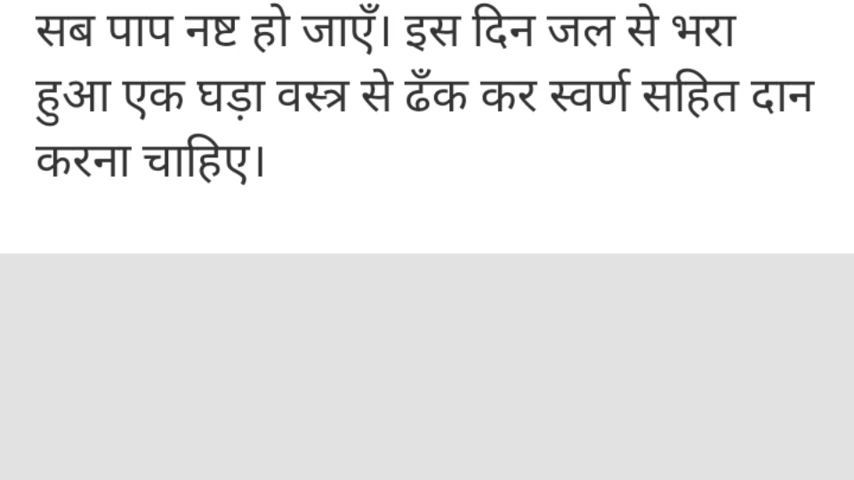 सब पाप नष्ट हो जाएँ। इस दिन जल से भरा
हुआ एक घड़ा वस्त्र से ढँक कर स्वर्ण सहित दान
करना चाहिए।